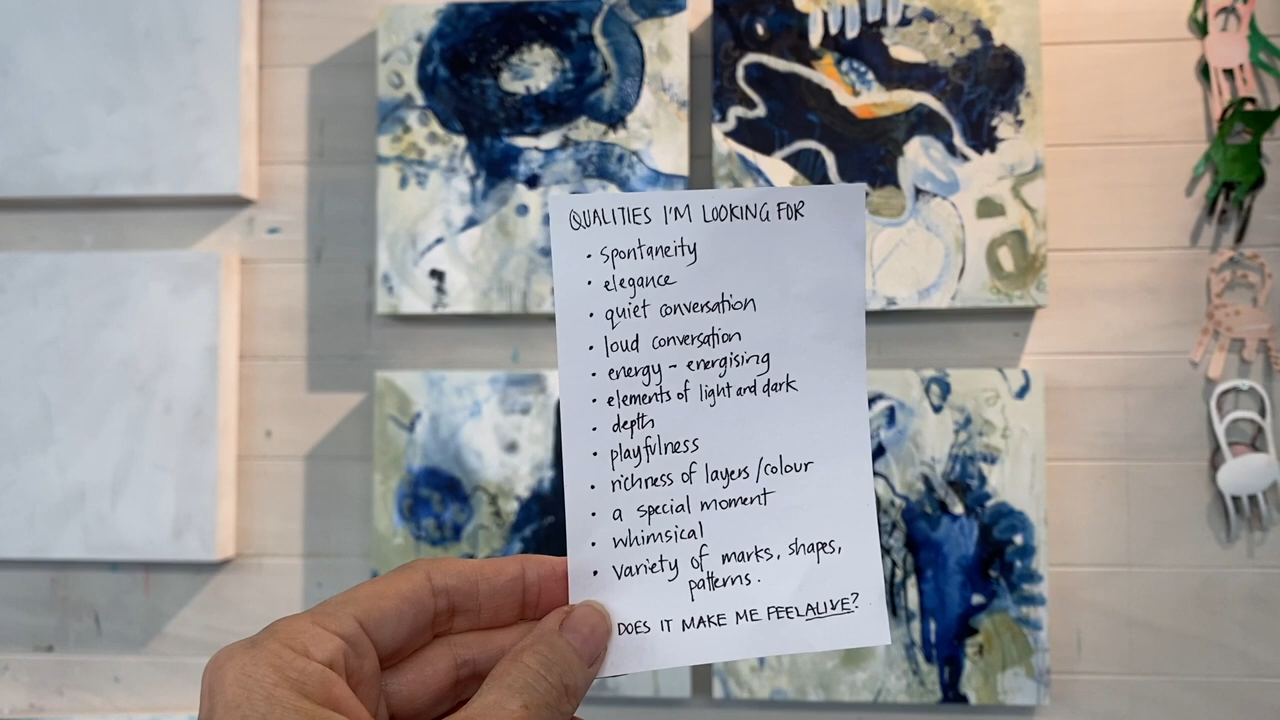 QUALITIES I'M LOOKING FOR
• spontaneity
• elegance
• quiet conversation
• loud conversation
• energy - energising
• elements of light and dark
• depth
• playfulness
• richness of layers/colour
• a special moment
• whimsical
• variety of marks, shapes,
patterns.
DOES IT MAKE ME FEEL ALIVE?